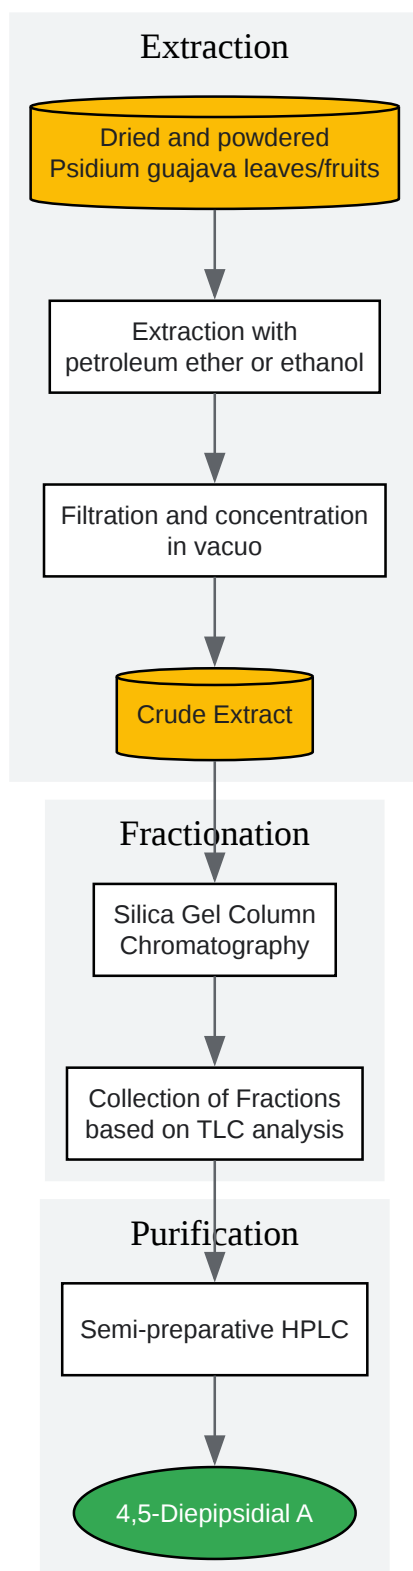 Extraction
Dried and powdered
Psidium guajava leaves/fruits
Extraction with
petroleum ether or ethanol
Filtration and concentration
in vacuo
Crude Extract
Fractionation
Silica Gel Column
Chromatography
Collection of Fractions
based on TLC analysis
Purification
Semi-preparative HPLC
4,5-Diepipsidial A